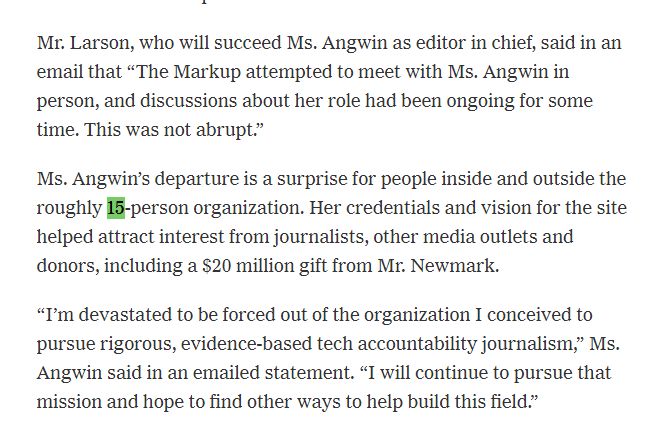 Mr. Larson, who will succeed Ms. Angwin as editor in chief, said in an
email that “The Markup attempted to meet with Ms. Angwin in
person, and discussions about her role had been ongoing for some
time. This was not abrupt.”
Ms. Angwin’s departure is a surprise for people inside and outside the
roughly 15-person organization. Her credentials and vision for the site
helped attract interest from journalists, other media outlets and
donors, including a $20 million gift from Mr. Newmark.
“I’m devastated to be forced out of the organization I conceived to
pursue rigorous, evidence-based tech accountability journalism,” Ms.
Angwin said in an emailed statement. “I will continue to pursue that
mission and hope to find other ways to help build this field.”